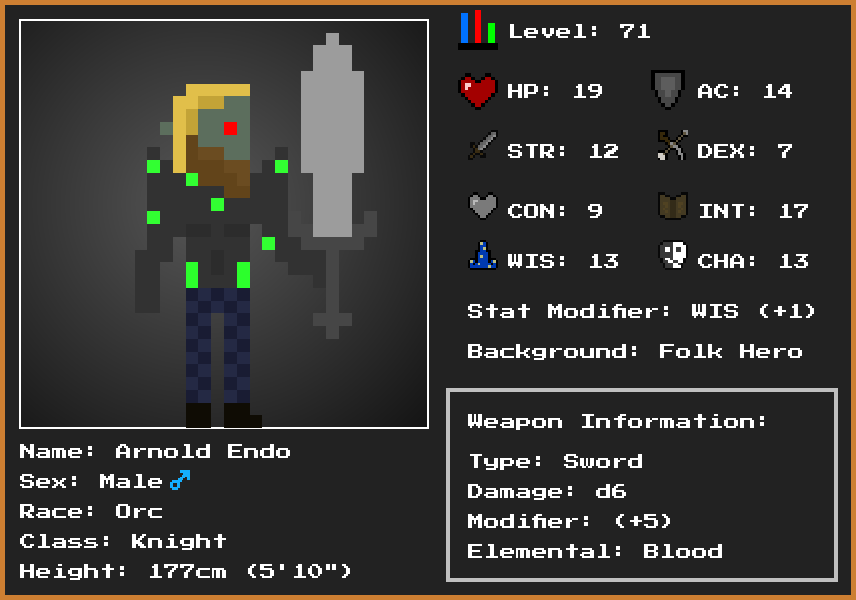 Level: 71
HP: 19
AC: 14
STR: 12
DEX: 7
CON: 9
INT: 17
WIS: 13
CHA: 13
Stat Modifier: WIS (+1)
Background: Folk Hero
Name: Arnold Endo
Sex: Male♂
Race: Orc
Class: Knight
Height: 177cm (5'10")
Weapon Information:
Type: Sword
Damage: d6
Modifier: (+5)
Elemental: Blood